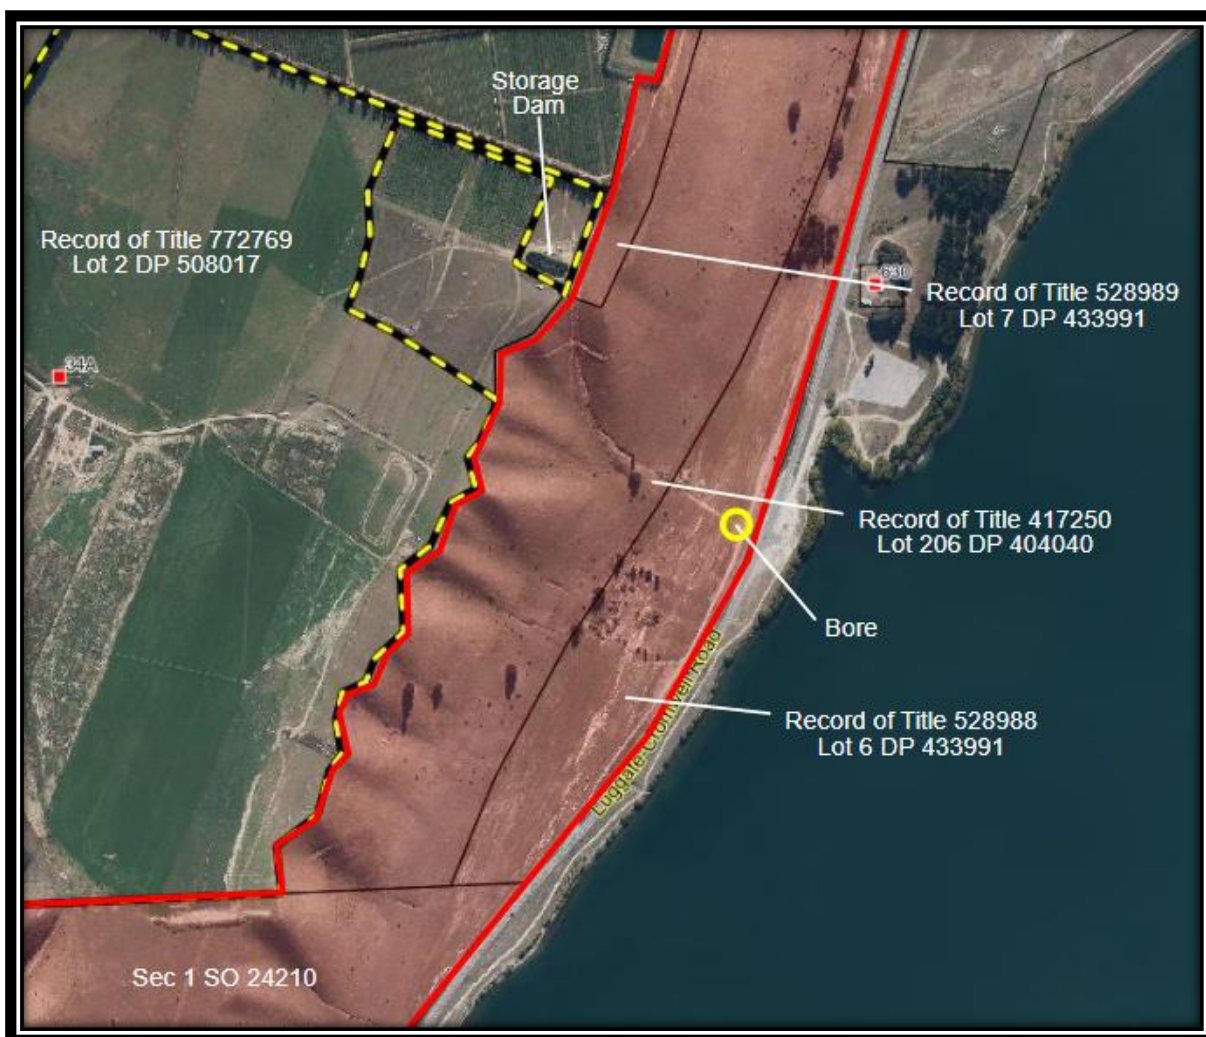 Storage
Dam
Record of Title 772769
Lot 2 DP 508017
Record of Title 528989
Lot 7 DP 433991
34A
Record of Title 417250
Lot 206 DP 404040
Bore
Luggate-Cromwell Road
Record of Title 528988
Lot 6 DP 433991
Sec 1 SO 24210